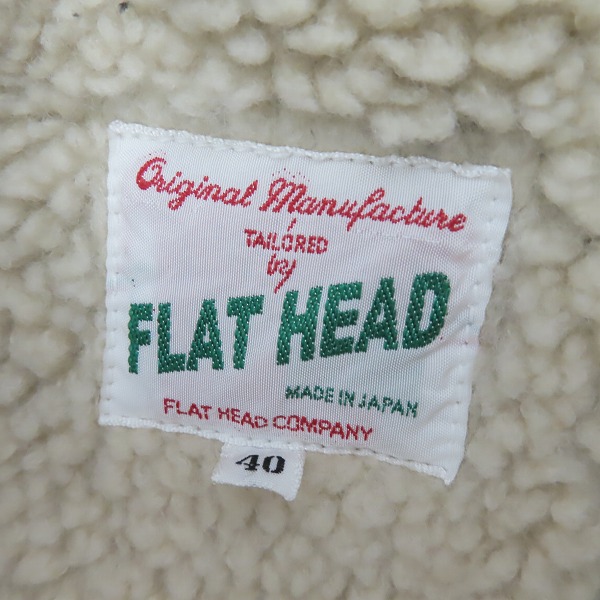 Original Manufacture
TAILORED
by
FLAT HEAD
MADE IN JAPAN
FLAT HEAD COMPANY
40